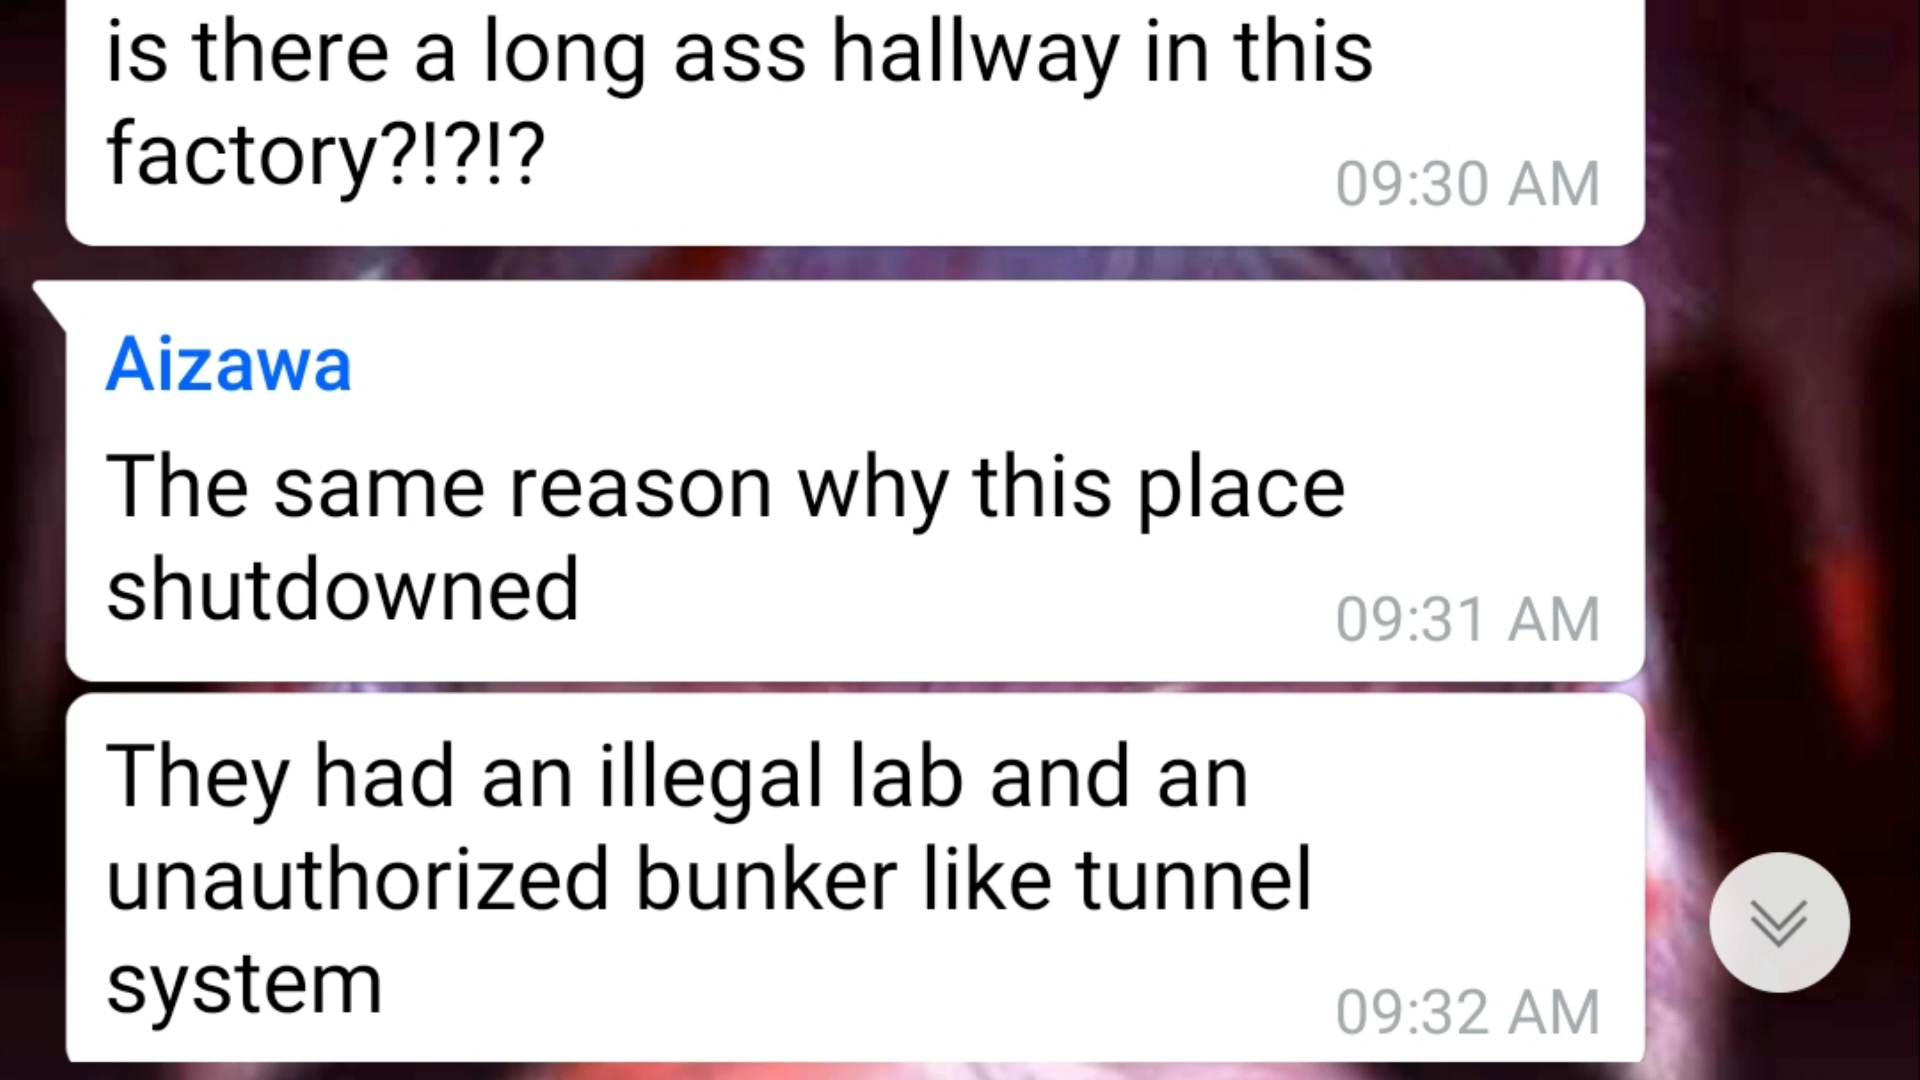 is there a long ass hallway in this
factory?!?!?
09:30 AM
Aizawa
The same reason why this place
shutdowned
09:31 AM
They had an illegal lab and an
unauthorized bunker like tunnel
system
09:32 AM